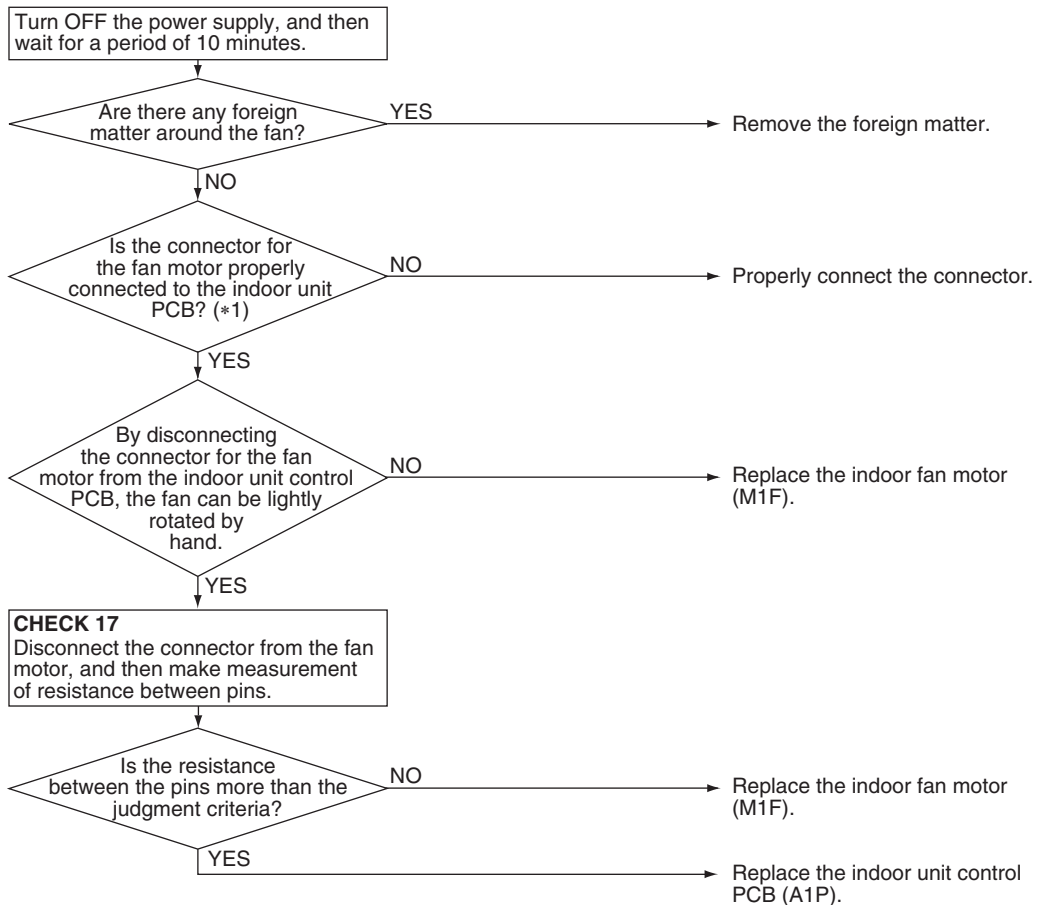 Turn OFF the power supply, and then
wait for a period of 10 minutes.
Are there any foreign
matter around the fan?
YES
Remove the foreign matter.
NO
Is the connector for
the fan motor properly
connected to the indoor unit
PCB? (*1)
NO
Properly connect the connector.
YES
By disconnecting
the connector for the fan
motor from the indoor unit control
PCB, the fan can be lightly
rotated by
hand.
NO
Replace the indoor fan motor
(M1F).
YES
CHECK 17
Disconnect the connector from the fan
motor, and then make measurement
of resistance between pins.
Is the resistance
between the pins more than the
judgment criteria?
NO
Replace the indoor fan motor
(M1F).
YES
Replace the indoor unit control
PCB (A1P).